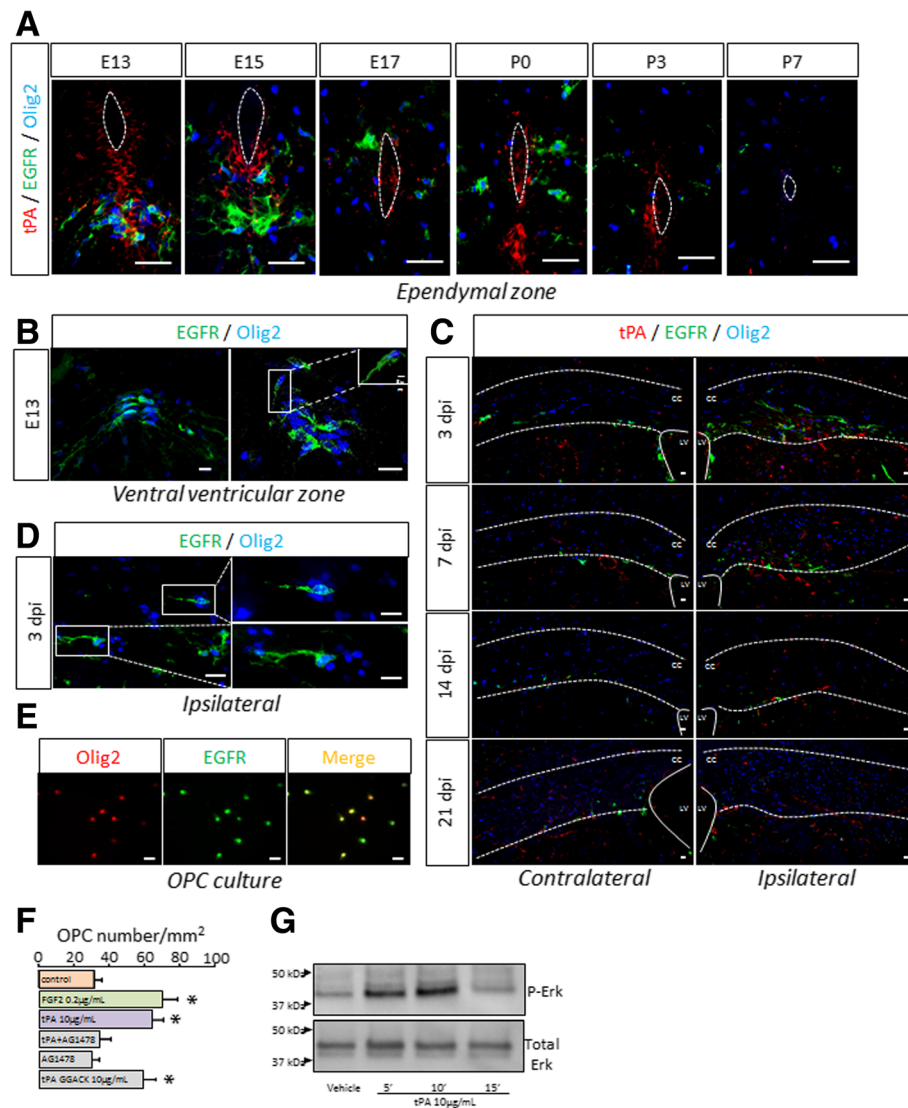 A
E13 E15 E17 P0 P3 P7
tPA / EGFR / Olig2
Ependymal zone
B
EGFR / Olig2
E13
Ventral ventricular zone
C
tPA / EGFR / Olig2
3 dpi
cc cc
LV LV
7 dpi
cc cc
LV LV
14 dpi
cc cc
LV LV
21 dpi
cc cc
LV LV
Contralateral Ipsilateral
D
EGFR / Olig2
3 dpi
Ipsilateral
E
Olig2 EGFR Merge
OPC culture
F
OPC number/mm²
0 20 40 60 80 100
control
FGF2 0.2µg/mL *
tPA 10µg/mL *
tPA+AG1478
AG1478
tPA GGACK 10µg/mL *
G
50 kDa
P-Erk
37 kDa
50 kDa
Total
Erk
37 kDa
Vehicle 5′ 10′ 15′
tPA 10µg/mL